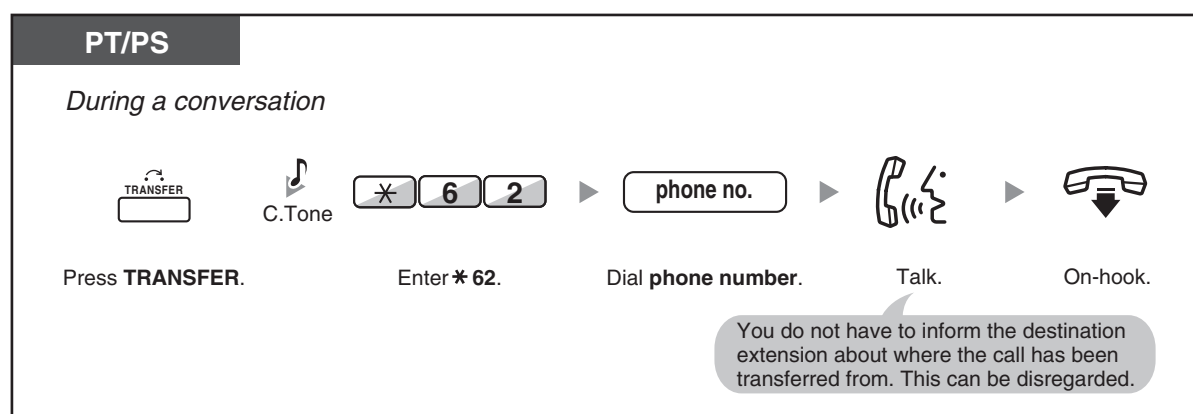 PT/PS
During a conversation
TRANSFER
C.Tone
* 6 2
phone no.
Press TRANSFER.
Enter * 62.
Dial phone number.
Talk.
On-hook.
You do not have to inform the destination
extension about where the call has been
transferred from. This can be disregarded.